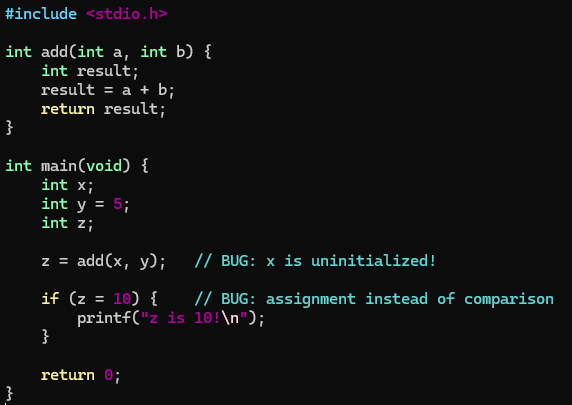 #include <stdio.h>

int add(int a, int b) {
    int result;
    result = a + b;
    return result;
}

int main(void) {
    int x;
    int y = 5;
    int z;

    z = add(x, y);   // BUG: x is uninitialized!

    if (z = 10) {    // BUG: assignment instead of comparison
        printf("z is 10!\n");
    }

    return 0;
}